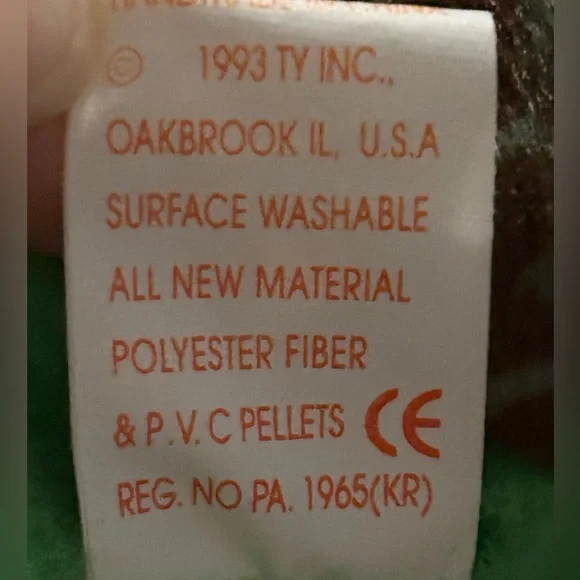 © 1993 TY INC.,
OAKBROOK IL, U.S.A
SURFACE WASHABLE
ALL NEW MATERIAL
POLYESTER FIBER
& P.V.C PELLETS CE
REG. NO PA. 1965(KR)